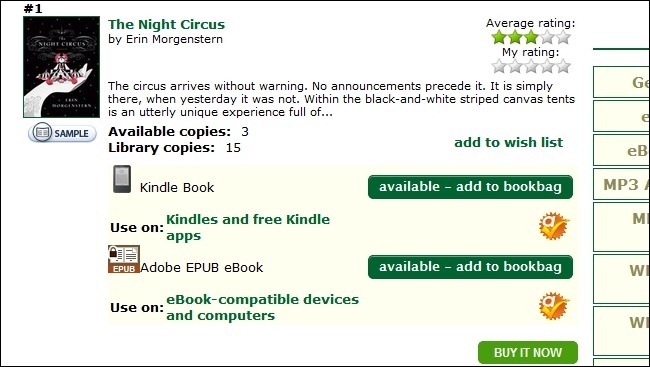 #1
The Night Circus
by Erin Morgenstern
Average rating:
My rating:
THE
NIGHT CIRCUS
ERIN
MORGENSTERN
SAMPLE
The circus arrives without warning. No announcements precede it. It is simply
there, when yesterday it was not. Within the black-and-white striped canvas tents
is an utterly unique experience full of...
Available copies: 3
Library copies: 15
add to wish list
Kindle Book
available – add to bookbag
Use on: Kindles and free Kindle
apps
EPUB
Adobe EPUB eBook
available – add to bookbag
Use on: eBook-compatible devices
and computers
BUY IT NOW
Ge
e
eB
MP3 A
WI